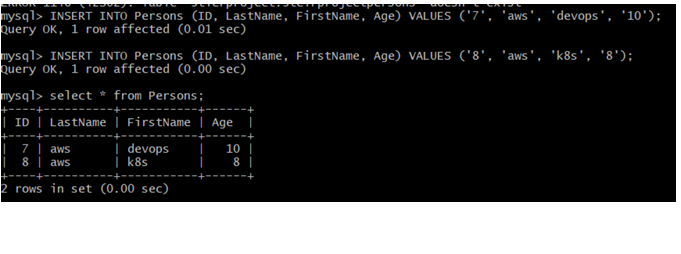 mysql> INSERT INTO Persons (ID, LastName, FirstName, Age) VALUES ('7', 'aws', 'devops', '10');
Query OK, 1 row affected (0.01 sec)
mysql> INSERT INTO Persons (ID, LastName, FirstName, Age) VALUES ('8', 'aws', 'k8s', '8');
Query OK, 1 row affected (0.00 sec)
mysql> select * from Persons;
+----+----------+-----------+------+
| ID | LastName | FirstName | Age  |
+----+----------+-----------+------+
|  7 | aws      | devops    |   10 |
|  8 | aws      | k8s       |    8 |
+----+----------+-----------+------+
2 rows in set (0.00 sec)